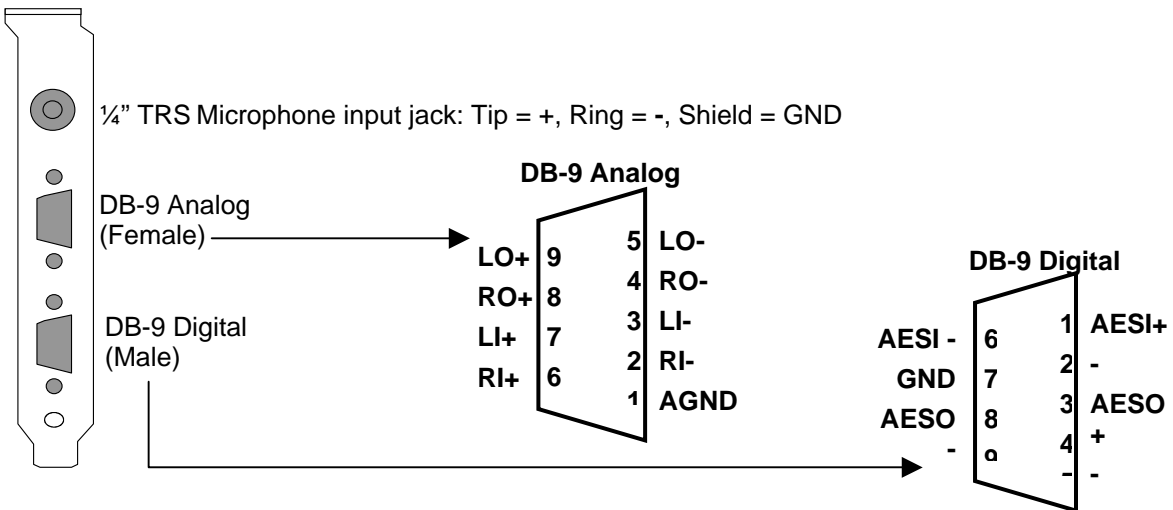 ¼” TRS Microphone input jack: Tip = +, Ring = -, Shield = GND
DB-9 Analog
(Female)
DB-9 Digital
(Male)
DB-9 Analog
LO+ 9 5 LO-
RO+ 8 4 RO-
LI+ 7 3 LI-
RI+ 6 2 RI-
1 AGND
DB-9 Digital
AESI - 6 1 AESI+
GND 7 2 -
AESO 8 3 AESO
- 9 4 +
-